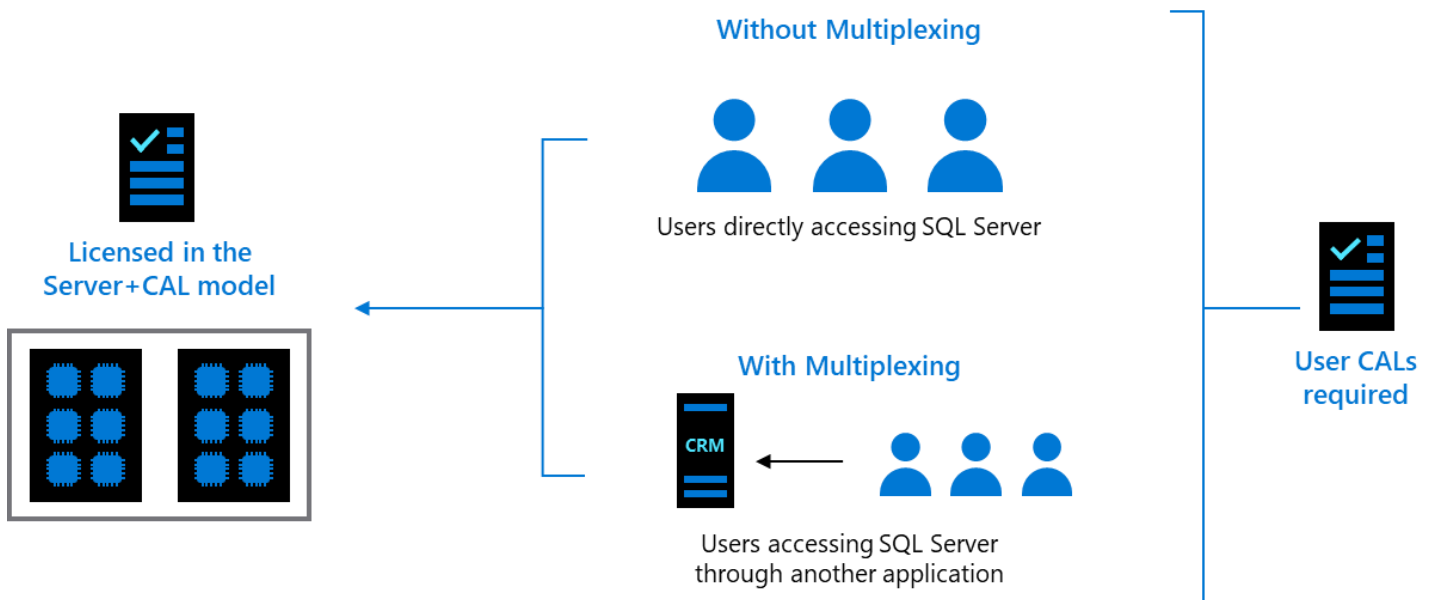 Without Multiplexing
Users directly accessing SQL Server
Licensed in the
Server+CAL model
With Multiplexing
CRM
Users accessing SQL Server
through another application
User CALs
required